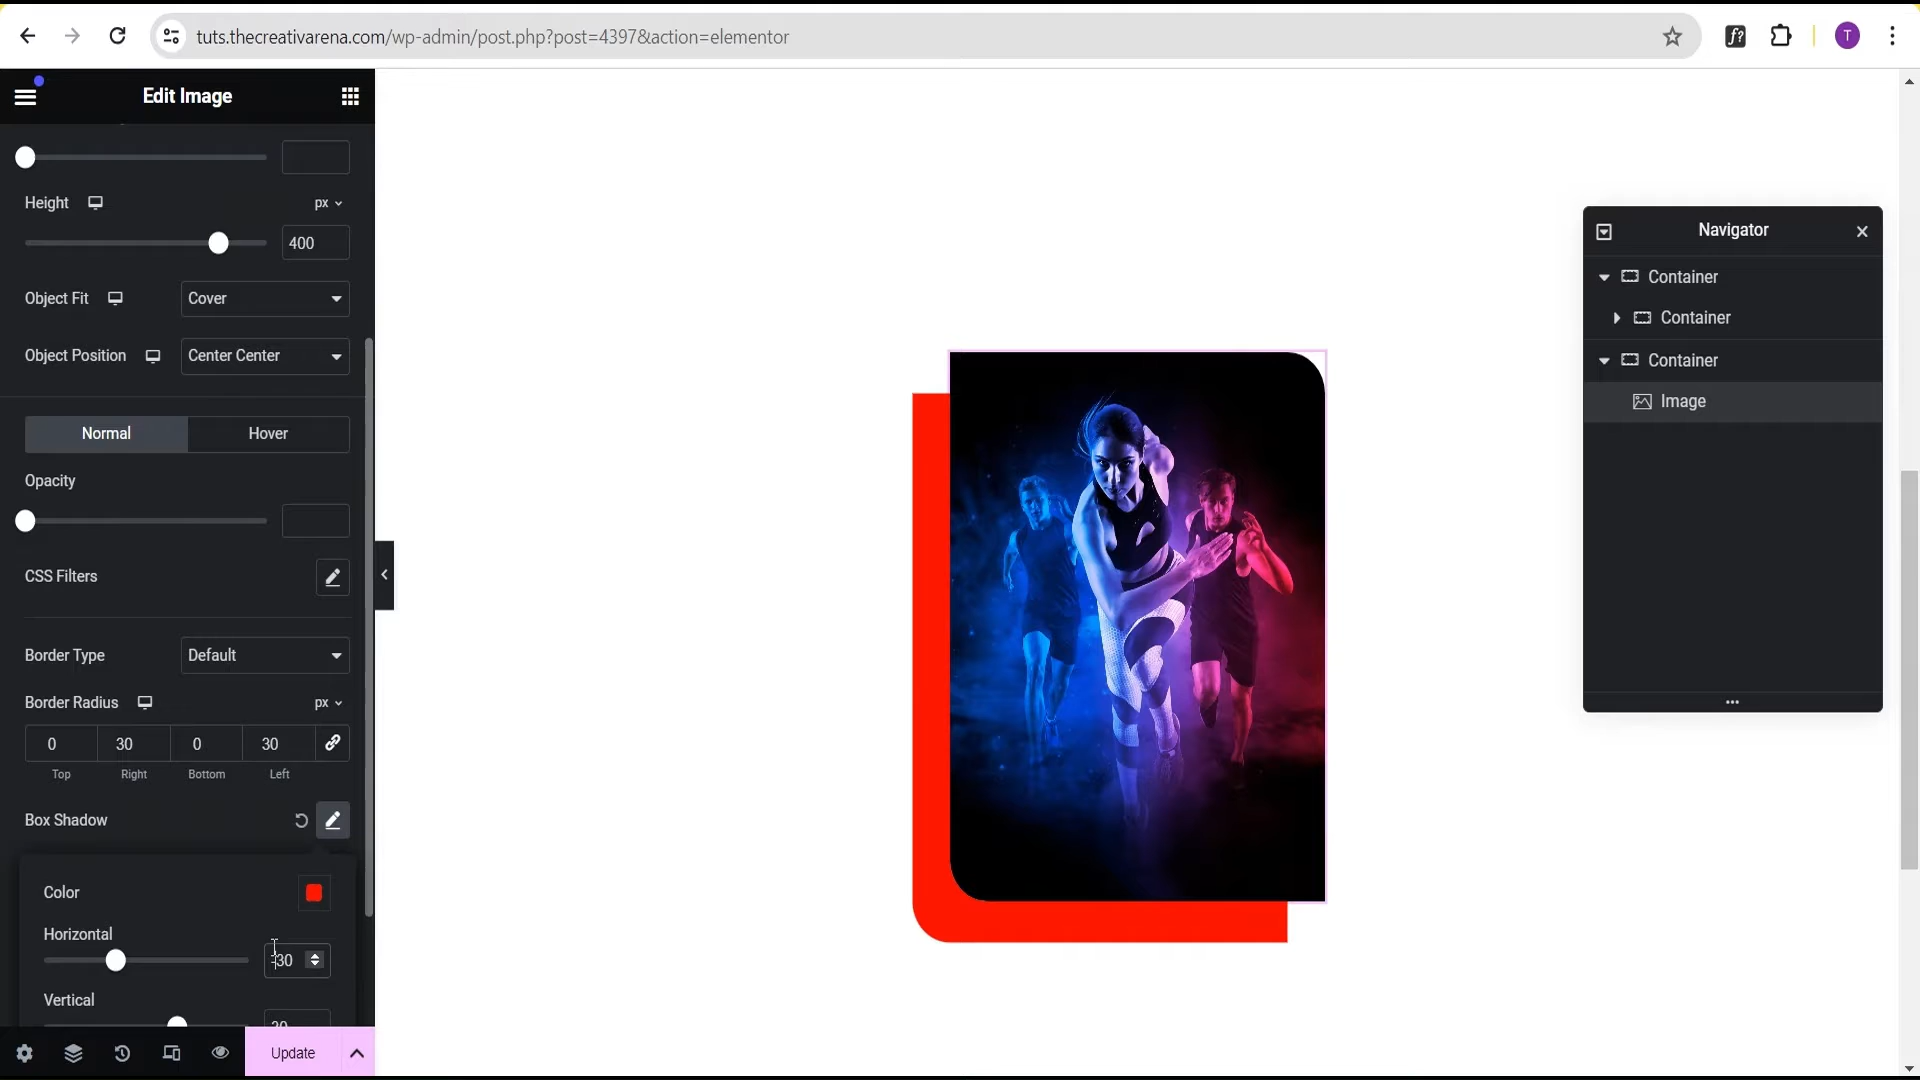 tuts.thecreativarena.com/wp-admin/post.php?post=4397&action=elementor
f?
T
Edit Image
Height px
400
Object Fit Cover
Object Position Center Center
Normal Hover
Opacity
CSS Filters
Border Type Default
Border Radius px
0 30 0 30
Top Right Bottom Left
Box Shadow
Color
Horizontal
-30
Vertical
Update
Navigator
Container
Container
Container
Image